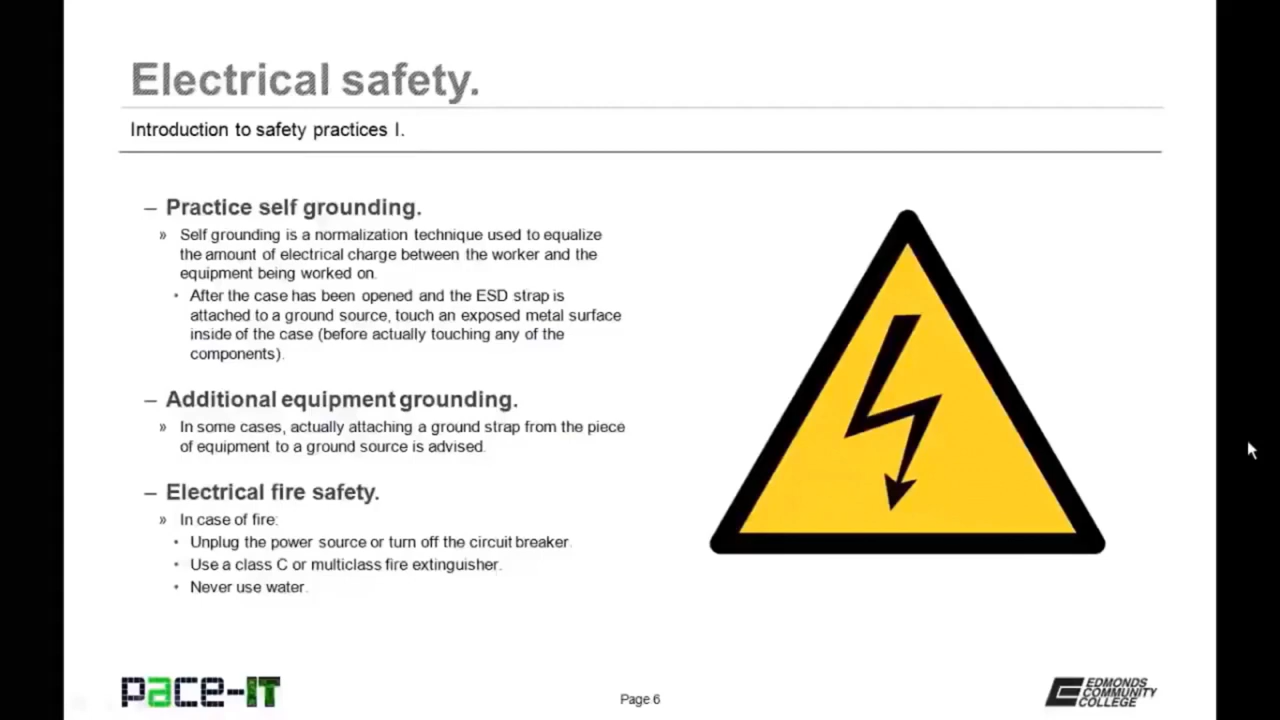 Electrical safety.
Introduction to safety practices I.
– Practice self grounding.
» Self grounding is a normalization technique used to equalize
the amount of electrical charge between the worker and the
equipment being worked on.
• After the case has been opened and the ESD strap is
attached to a ground source, touch an exposed metal surface
inside of the case (before actually touching any of the
components).
– Additional equipment grounding.
» In some cases, actually attaching a ground strap from the piece
of equipment to a ground source is advised.
– Electrical fire safety.
» In case of fire:
• Unplug the power source or turn off the circuit breaker.
• Use a class C or multiclass fire extinguisher.
• Never use water.
pace-IT
Page 6
EDMONDS
COMMUNITY
COLLEGE